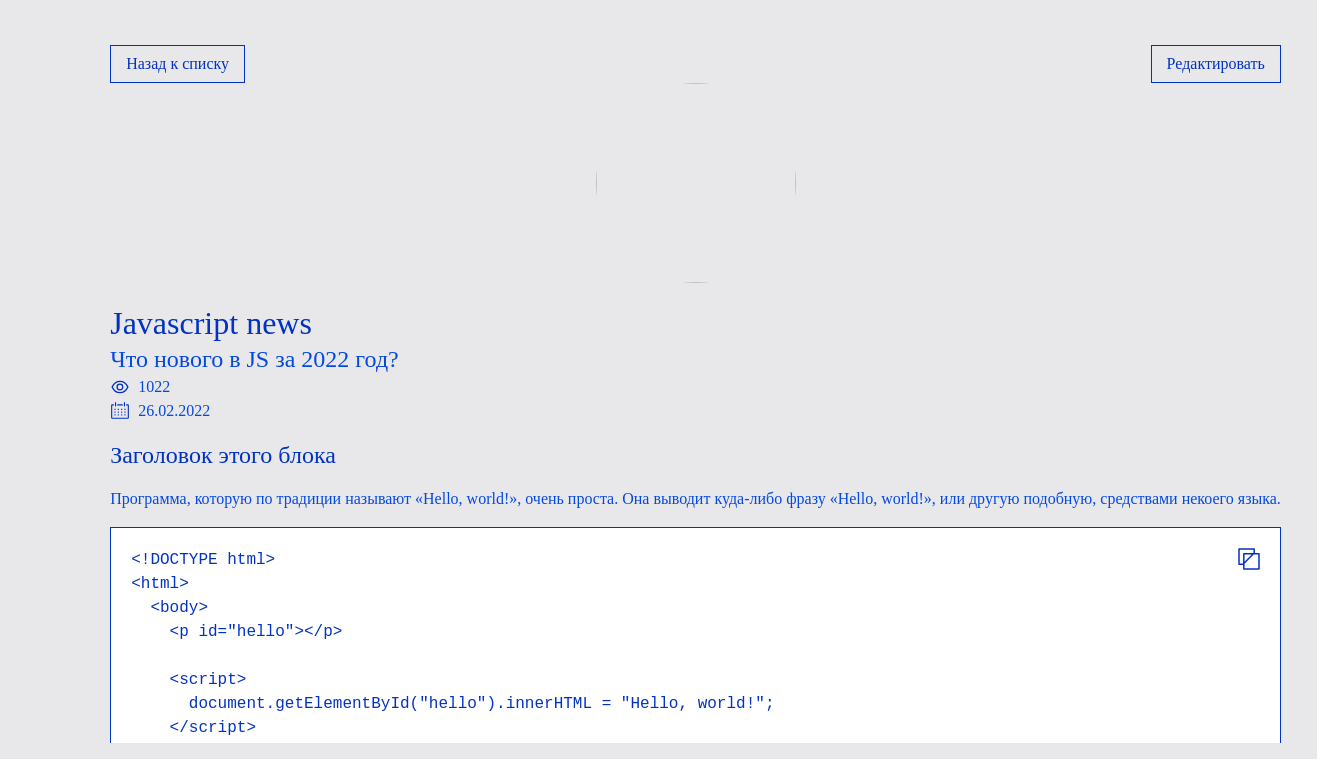 Назад к списку
Редактировать
Javascript news
Что нового в JS за 2022 год?
1022
26.02.2022
Заголовок этого блока
Программа, которую по традиции называют «Hello, world!», очень проста. Она выводит куда-либо фразу «Hello, world!», или другую подобную, средствами некоего языка.
<!DOCTYPE html>
<html>
  <body>
    <p id="hello"></p>

    <script>
      document.getElementById("hello").innerHTML = "Hello, world!";
    </script>